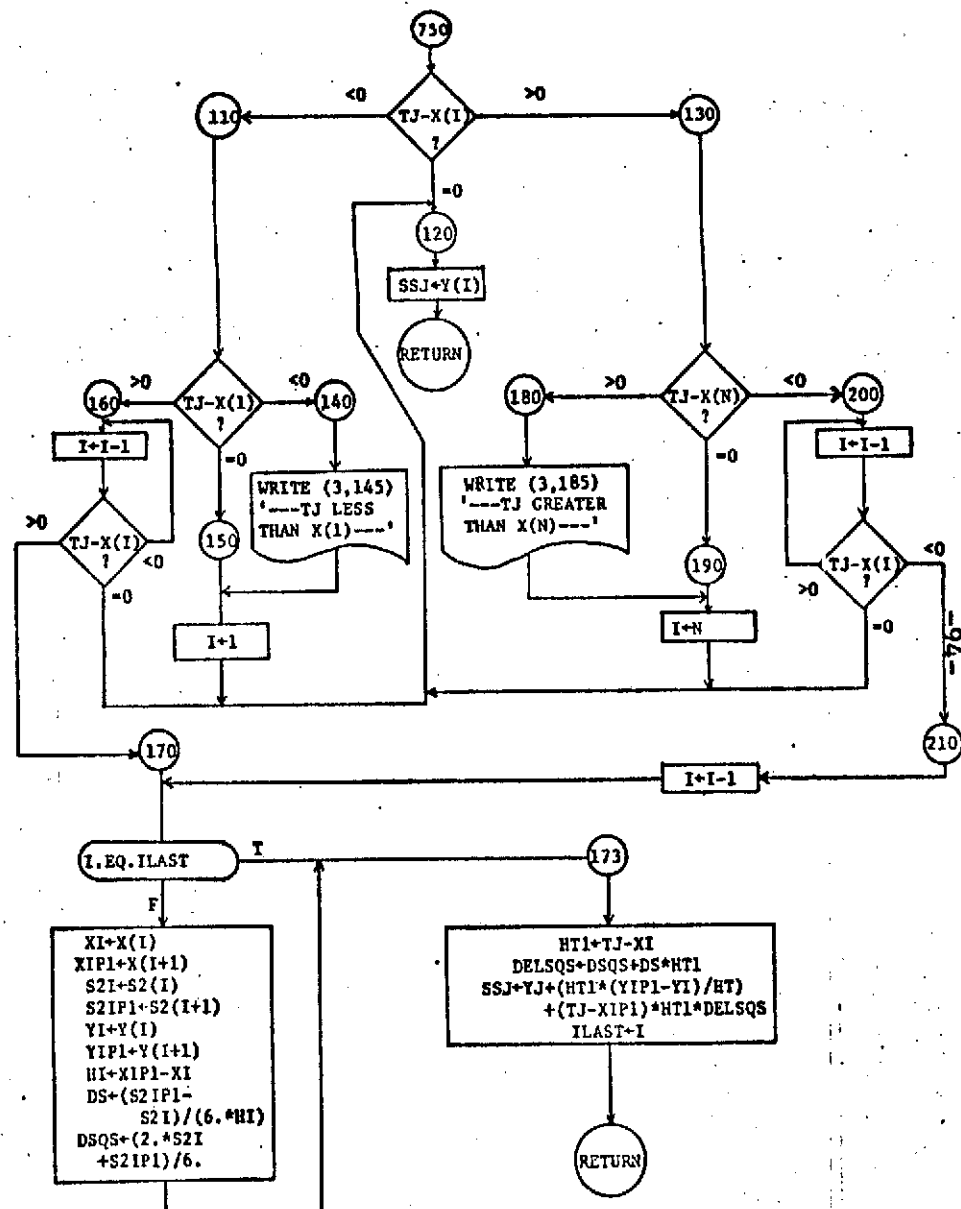 750
<0
TJ-X(I)
?
>0
110
130
=0
120
SSJ←Y(I)
RETURN
>0
TJ-X(1)
?
<0
160
140
=0
I←I-1
>0
TJ-X(I)
?
<0
=0
150
WRITE (3,145)
'---TJ LESS
THAN X(1)---'
I←1
>0
TJ-X(N)
?
<0
180
200
=0
WRITE (3,185)
'---TJ GREATER
THAN X(N)---'
190
I←N
I←I-1
TJ-X(I)
?
>0
<0
=0
-76-
170
210
I←I-1
I.EQ.ILAST
T
F
173
XI←X(I)
XIP1←X(I+1)
S2I←S2(I)
S2IP1←S2(I+1)
YI←Y(I)
YIP1←Y(I+1)
HI←XIP1-XI
DS←(S2IP1-
S2I)/(6.*HI)
DSQS←(2.*S2I
+S2IP1)/6.
HT1←TJ-XI
DELSQS←DSQS+DS*HT1
SSJ←YJ+(HT1*(YIP1-YI)/HT)
+(TJ-XIP1)*HT1*DELSQS
ILAST←I
RETURN